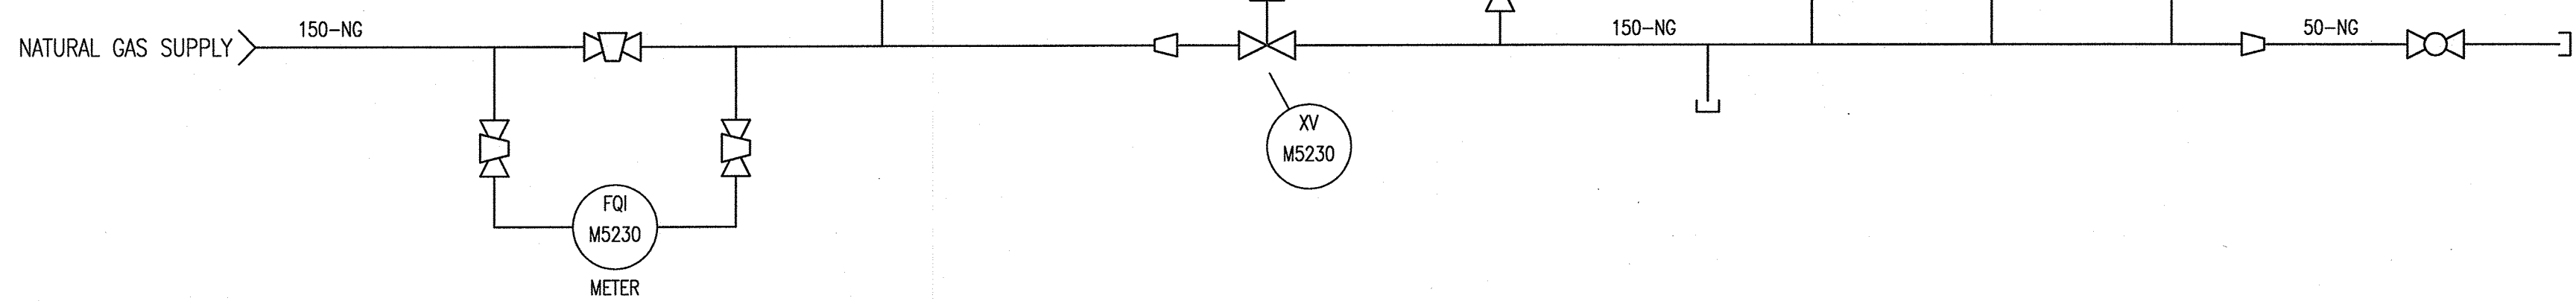 NATURAL GAS SUPPLY
150-NG
150-NG
50-NG
XV
M5230
FQI
M5230
METER